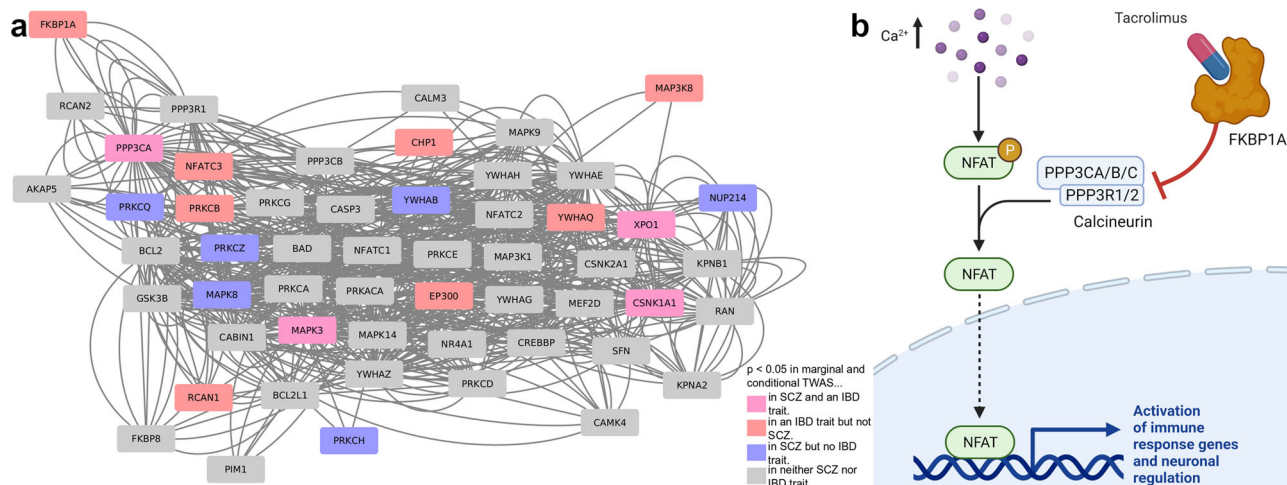 a
FKBP1A
RCAN2
PPP3R1
CALM3
MAP3K8
PPP3CA
NFATC3
PPP3CB
CHP1
MAPK9
YWHAH
YWHAE
AKAP5
PRKCQ
PRKCB
PRKCG
CASP3
YWHAB
NFATC2
YWHAQ
XPO1
NUP214
BCL2
PRKCZ
BAD
NFATC1
PRKCE
MAP3K1
CSNK2A1
KPNB1
GSK3B
MAPK8
PRKCA
PRKACA
EP300
YWHAG
MEF2D
CSNK1A1
RAN
CABIN1
MAPK3
MAPK14
NR4A1
CREBBP
SFN
YWHAZ
PRKCD
KPNA2
RCAN1
BCL2L1
CAMK4
FKBP8
PRKCH
PIM1
p < 0.05 in marginal and
conditional TWAS...
in SCZ and an IBD
trait.
in an IBD trait but not
SCZ.
in SCZ but no IBD
trait.
in neither SCZ nor
IBD trait
b
Ca²⁺
Tacrolimus
FKBP1A
P
NFAT
PPP3CA/B/C
PPP3R1/2
Calcineurin
NFAT
NFAT
Activation
of immune
response genes
and neuronal
regulation